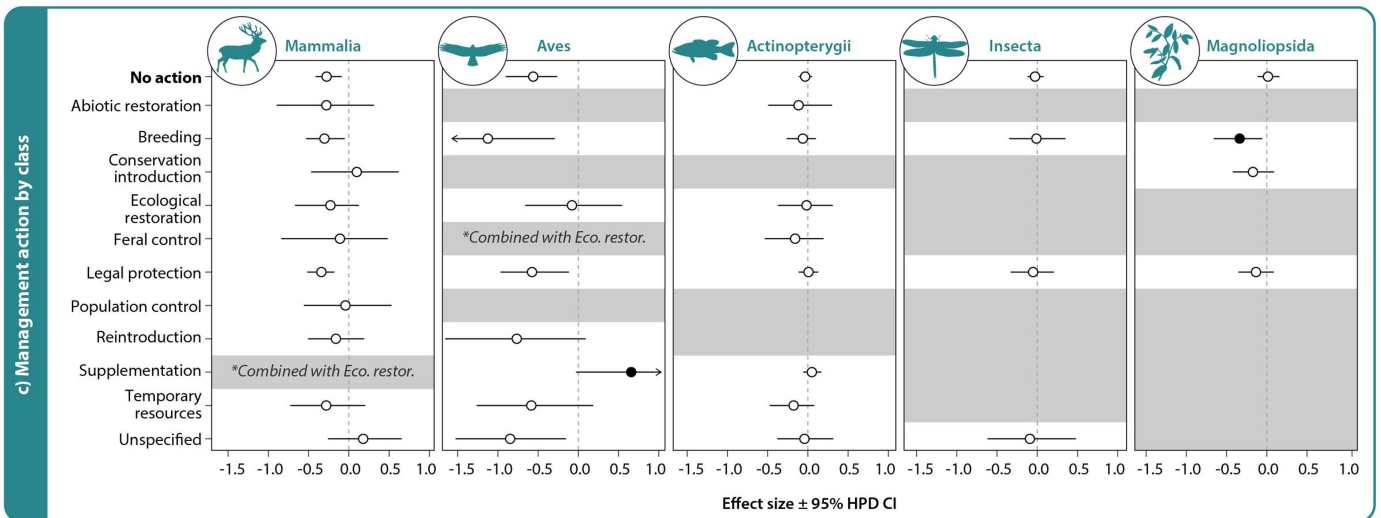 c) Management action by class
Mammalia
Aves
Actinopterygii
Insecta
Magnoliopsida
No action
Abiotic restoration
Breeding
Conservation
introduction
Ecological
restoration
Feral control
*Combined with Eco. restor.
Legal protection
Population control
Reintroduction
Supplementation
*Combined with Eco. restor.
Temporary
resources
Unspecified
-1.5 -1.0 -0.5 0.0 0.5 1.0
-1.5 -1.0 -0.5 0.0 0.5 1.0
-1.5 -1.0 -0.5 0.0 0.5 1.0
-1.5 -1.0 -0.5 0.0 0.5 1.0
-1.5 -1.0 -0.5 0.0 0.5 1.0
Effect size ± 95% HPD CI